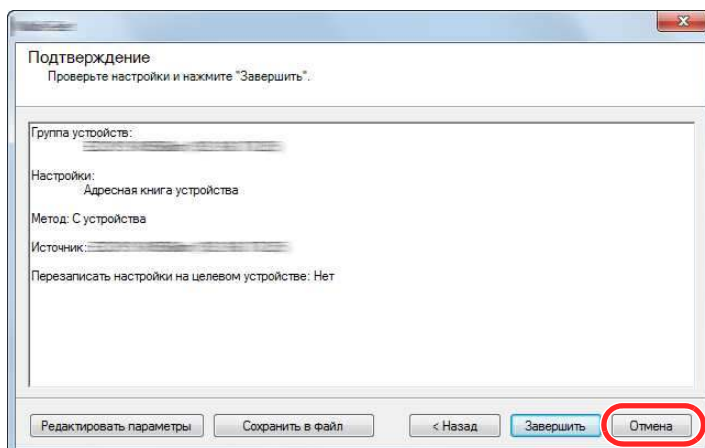 Подтверждение
Проверьте настройки и нажмите "Завершить".
Группа устройств:
Настройки:
Адресная книга устройства
Метод: С устройства
Источник:
Перезаписать настройки на целевом устройстве: Нет
Редактировать параметры Сохранить в файл < Назад Завершить Отмена